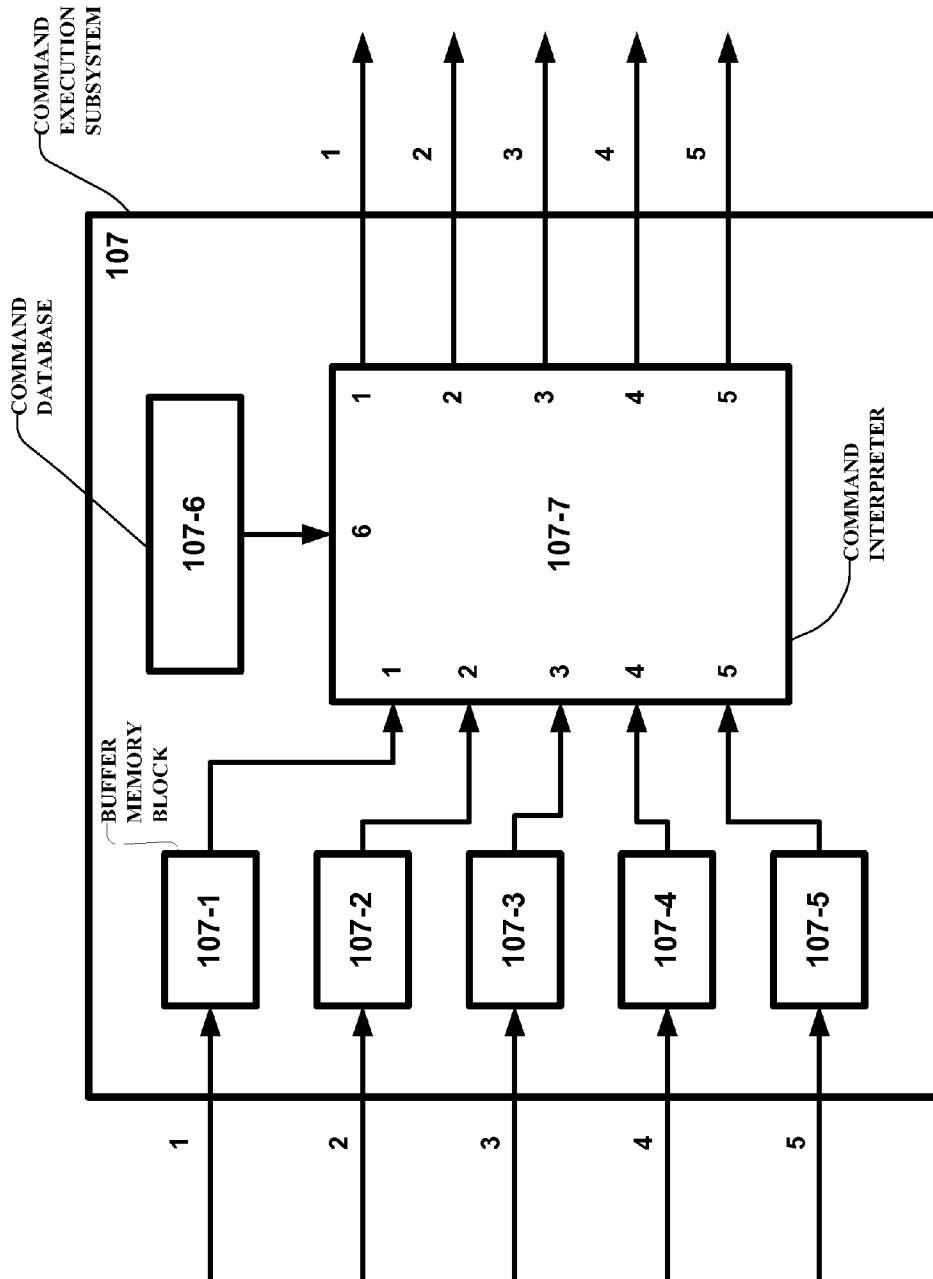 COMMAND
EXECUTION
SUBSYSTEM
COMMAND
DATABASE
107
107-6
BUFFER
MEMORY
BLOCK
1
107-1
1
6
1
1
2
107-2
2
2
2
3
107-3
3
107-7
3
3
4
107-4
4
4
4
5
107-5
5
5
5
COMMAND
INTERPRETER